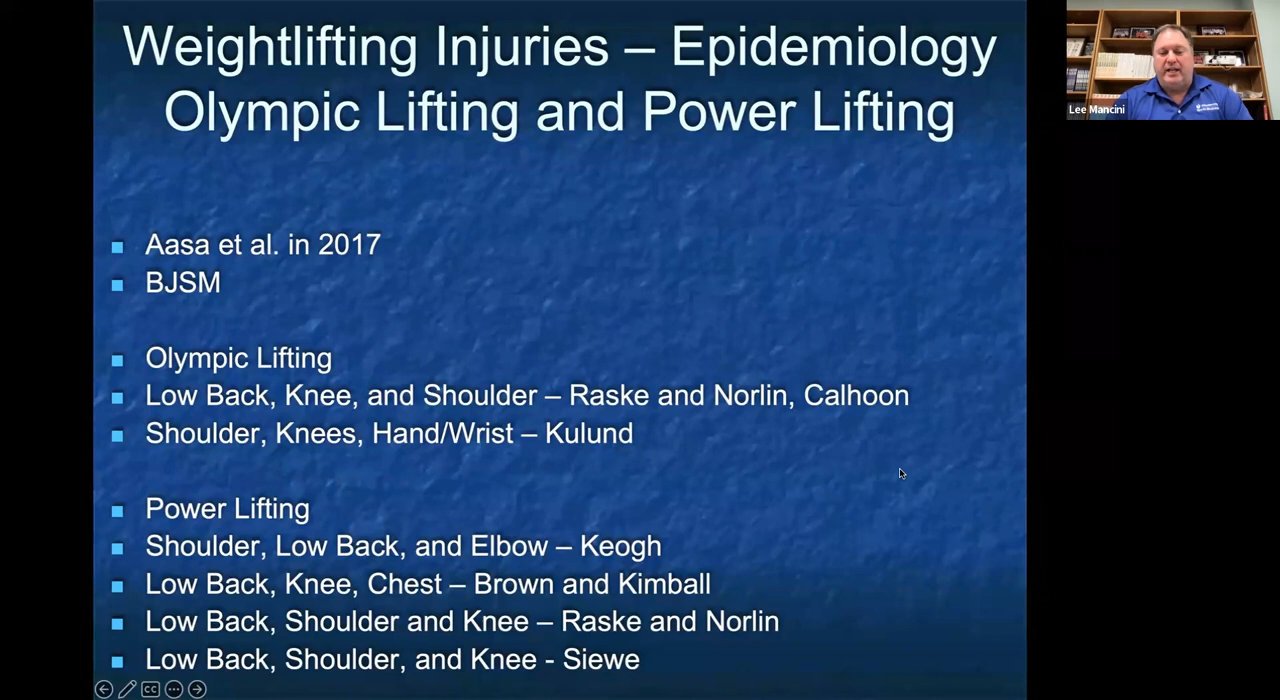 Weightlifting Injuries – Epidemiology
Olympic Lifting and Power Lifting
Lee Mancini
Aasa et al. in 2017
BJSM
Olympic Lifting
Low Back, Knee, and Shoulder – Raske and Norlin, Calhoon
Shoulder, Knees, Hand/Wrist – Kulund
Power Lifting
Shoulder, Low Back, and Elbow – Keogh
Low Back, Knee, Chest – Brown and Kimball
Low Back, Shoulder and Knee – Raske and Norlin
Low Back, Shoulder, and Knee - Siewe
CC